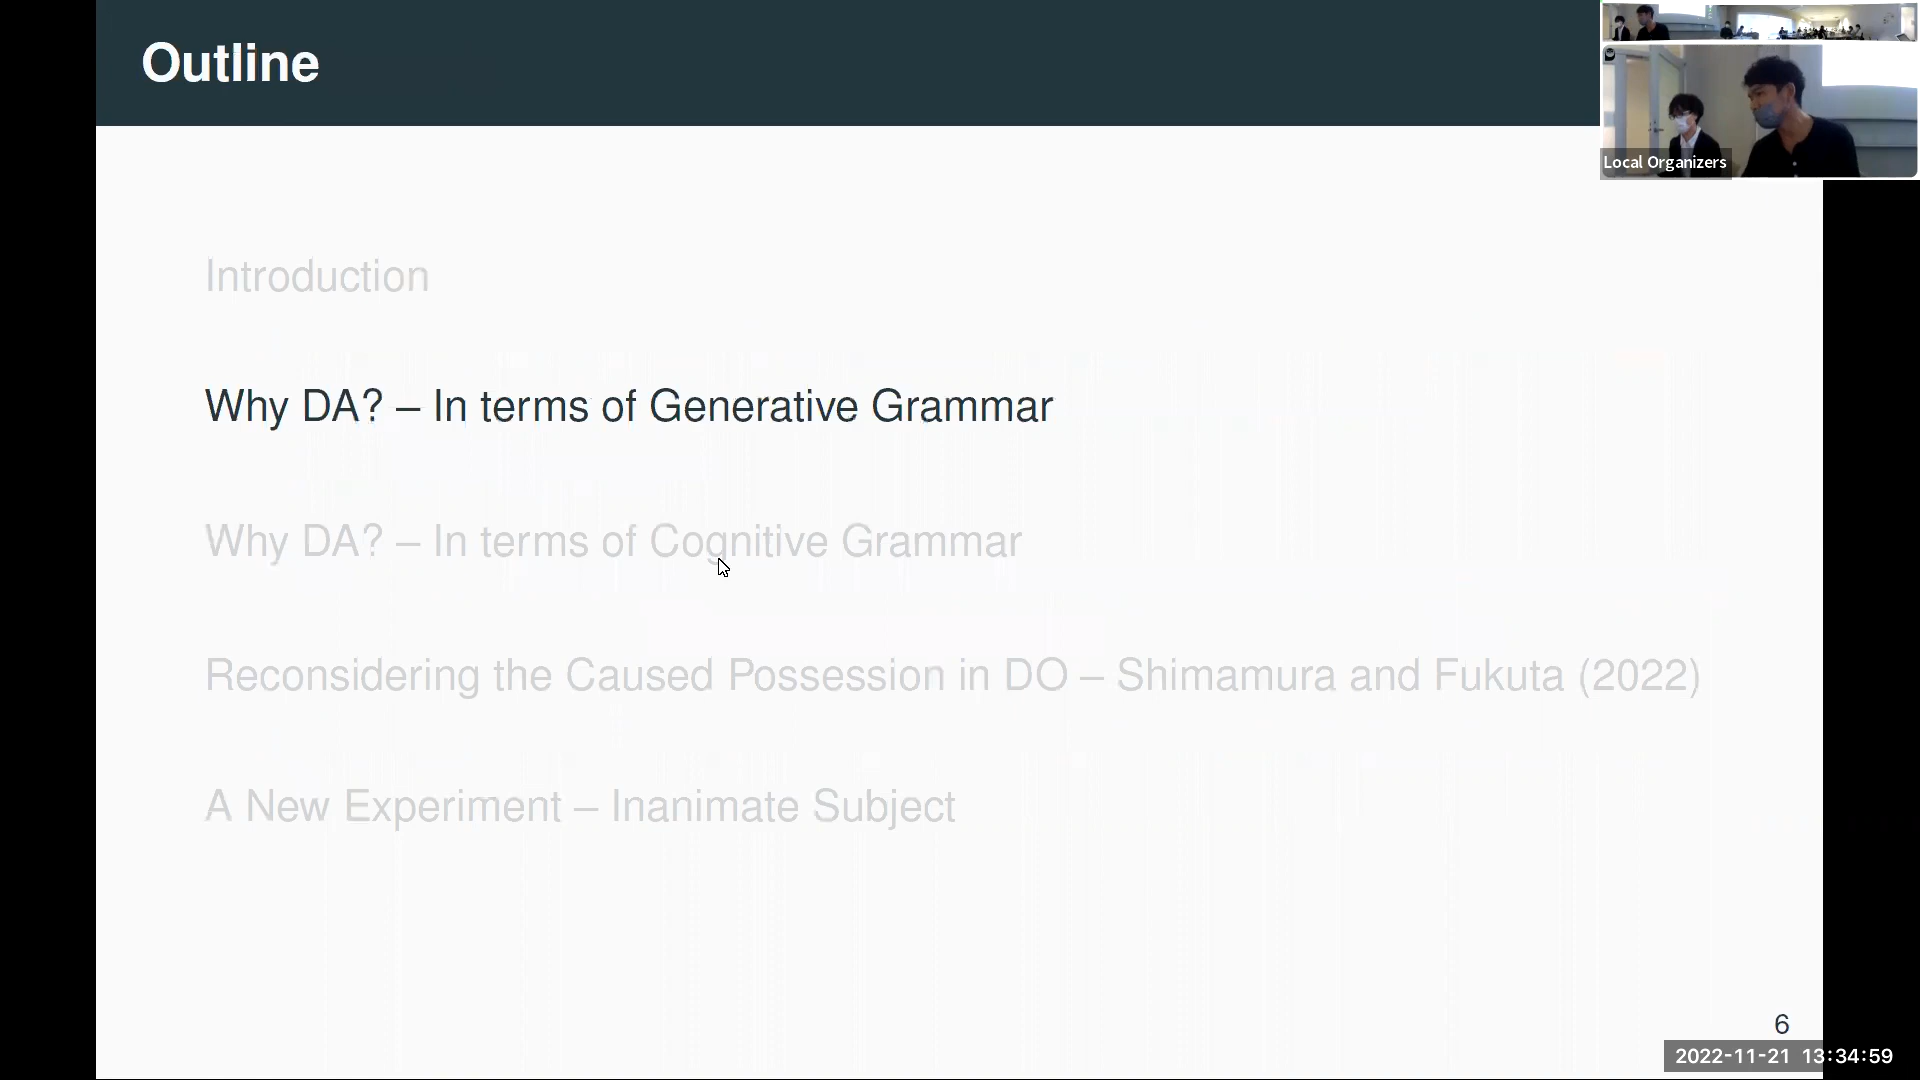 Outline
Local Organizers
Introduction
Why DA? – In terms of Generative Grammar
Why DA? – In terms of Cognitive Grammar
Reconsidering the Caused Possession in DO – Shimamura and Fukuta (2022)
A New Experiment – Inanimate Subject
6
2022-11-21 13:34:59